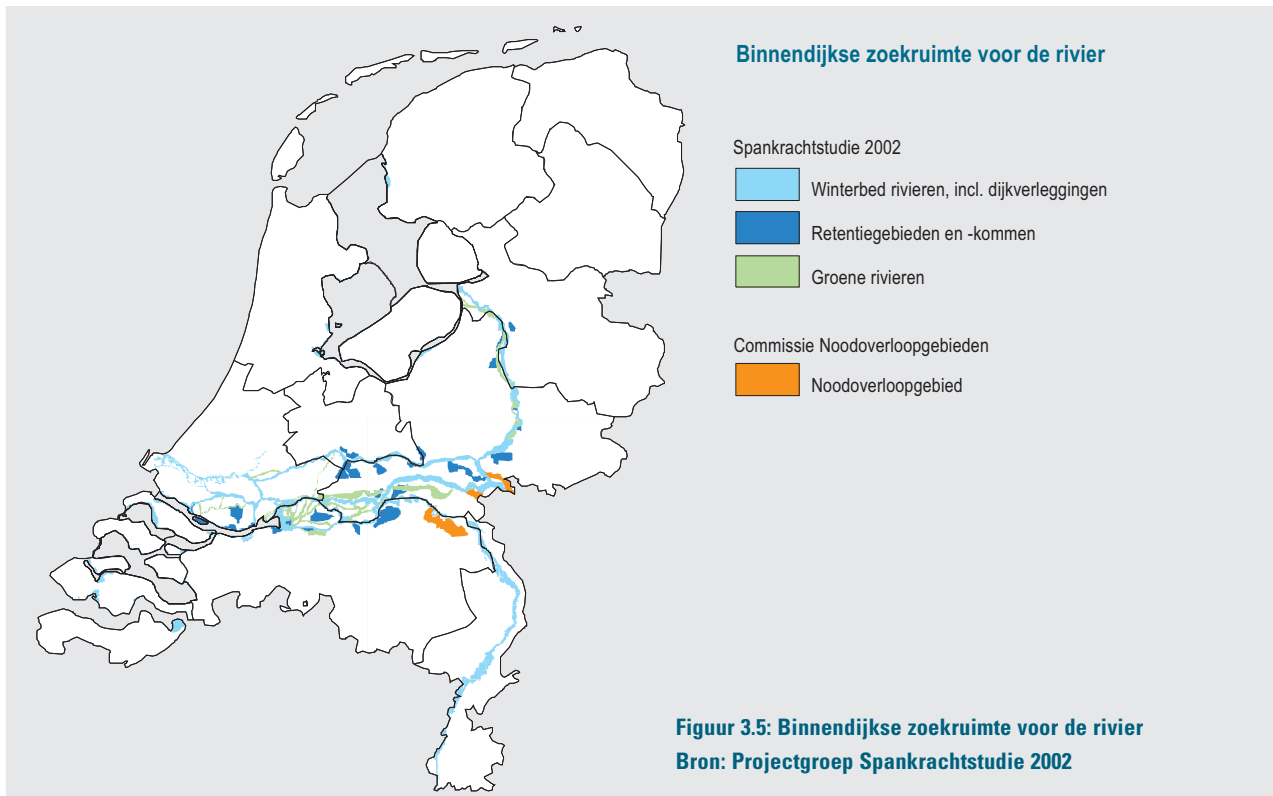 Binnendijkse zoekruimte voor de rivier
Spankrachtstudie 2002
Winterbed rivieren, incl. dijkverleggingen
Retentiegebieden en -kommen
Groene rivieren
Commissie Noodoverloopgebieden
Noodoverloopgebied
Figuur 3.5: Binnendijkse zoekruimte voor de rivier
Bron: Projectgroep Spankrachtstudie 2002